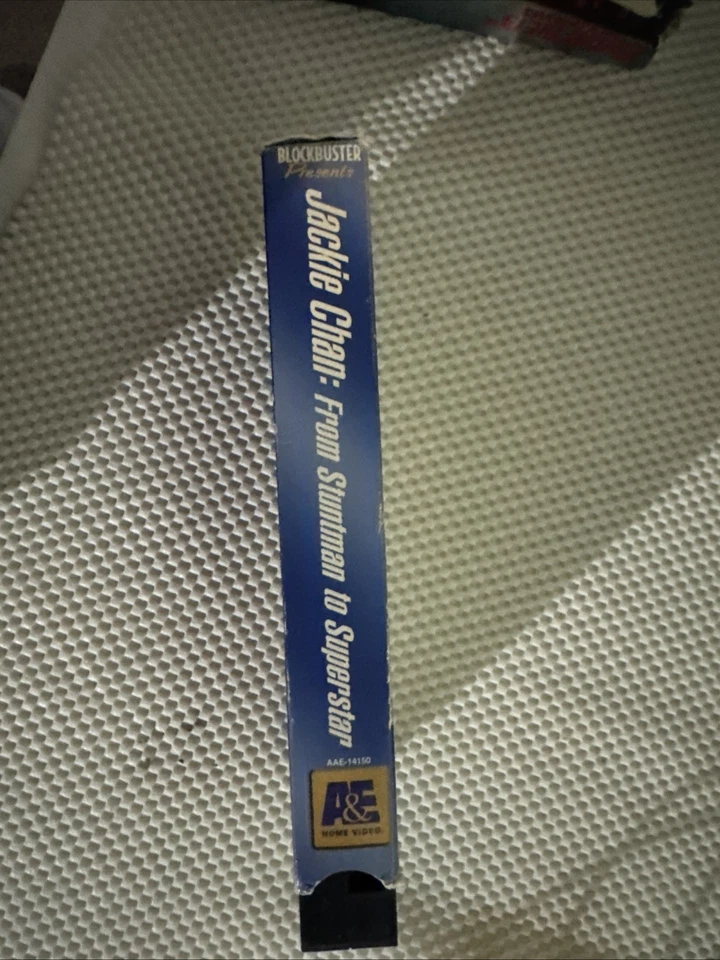 BLOCKBUSTER
Presents
Jackie Chan: From Stuntman to Superstar
AAE-14150
A&E
HOME VIDEO.